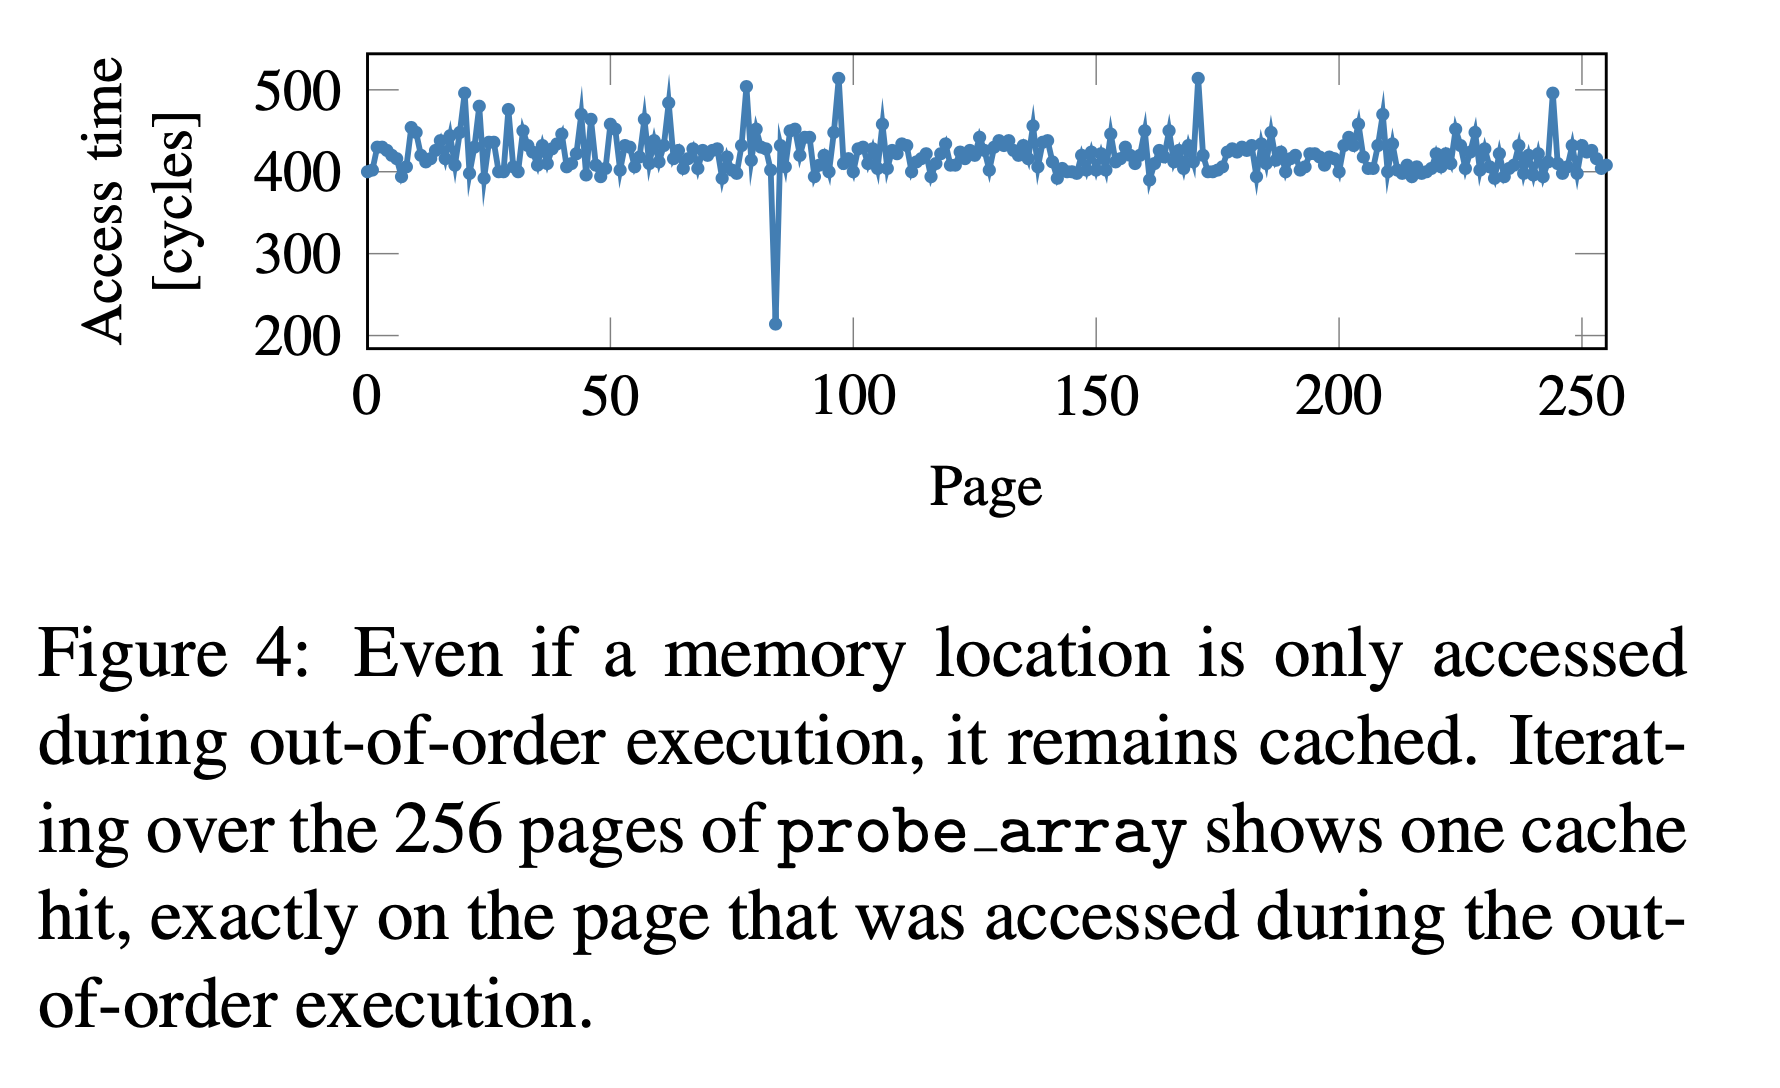 Access time
[cycles]
500
400
300
200
0 50 100 150 200 250
Page
Figure 4: Even if a memory location is only accessed
during out-of-order execution, it remains cached. Iterat-
ing over the 256 pages of probe_array shows one cache
hit, exactly on the page that was accessed during the out-
of-order execution.